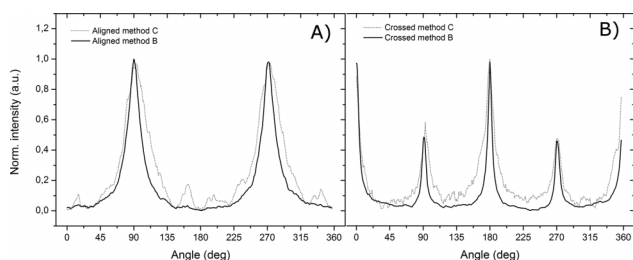 Norm. intensity (a.u.)
1,2
1,0
0,8
0,6
0,4
0,2
0,0
Aligned method C
Aligned method B
A)
0 45 90 135 180 225 270 315 360
Angle (deg)
Crossed method C
Crossed method B
B)
0 45 90 135 180 225 270 315 360
Angle (deg)